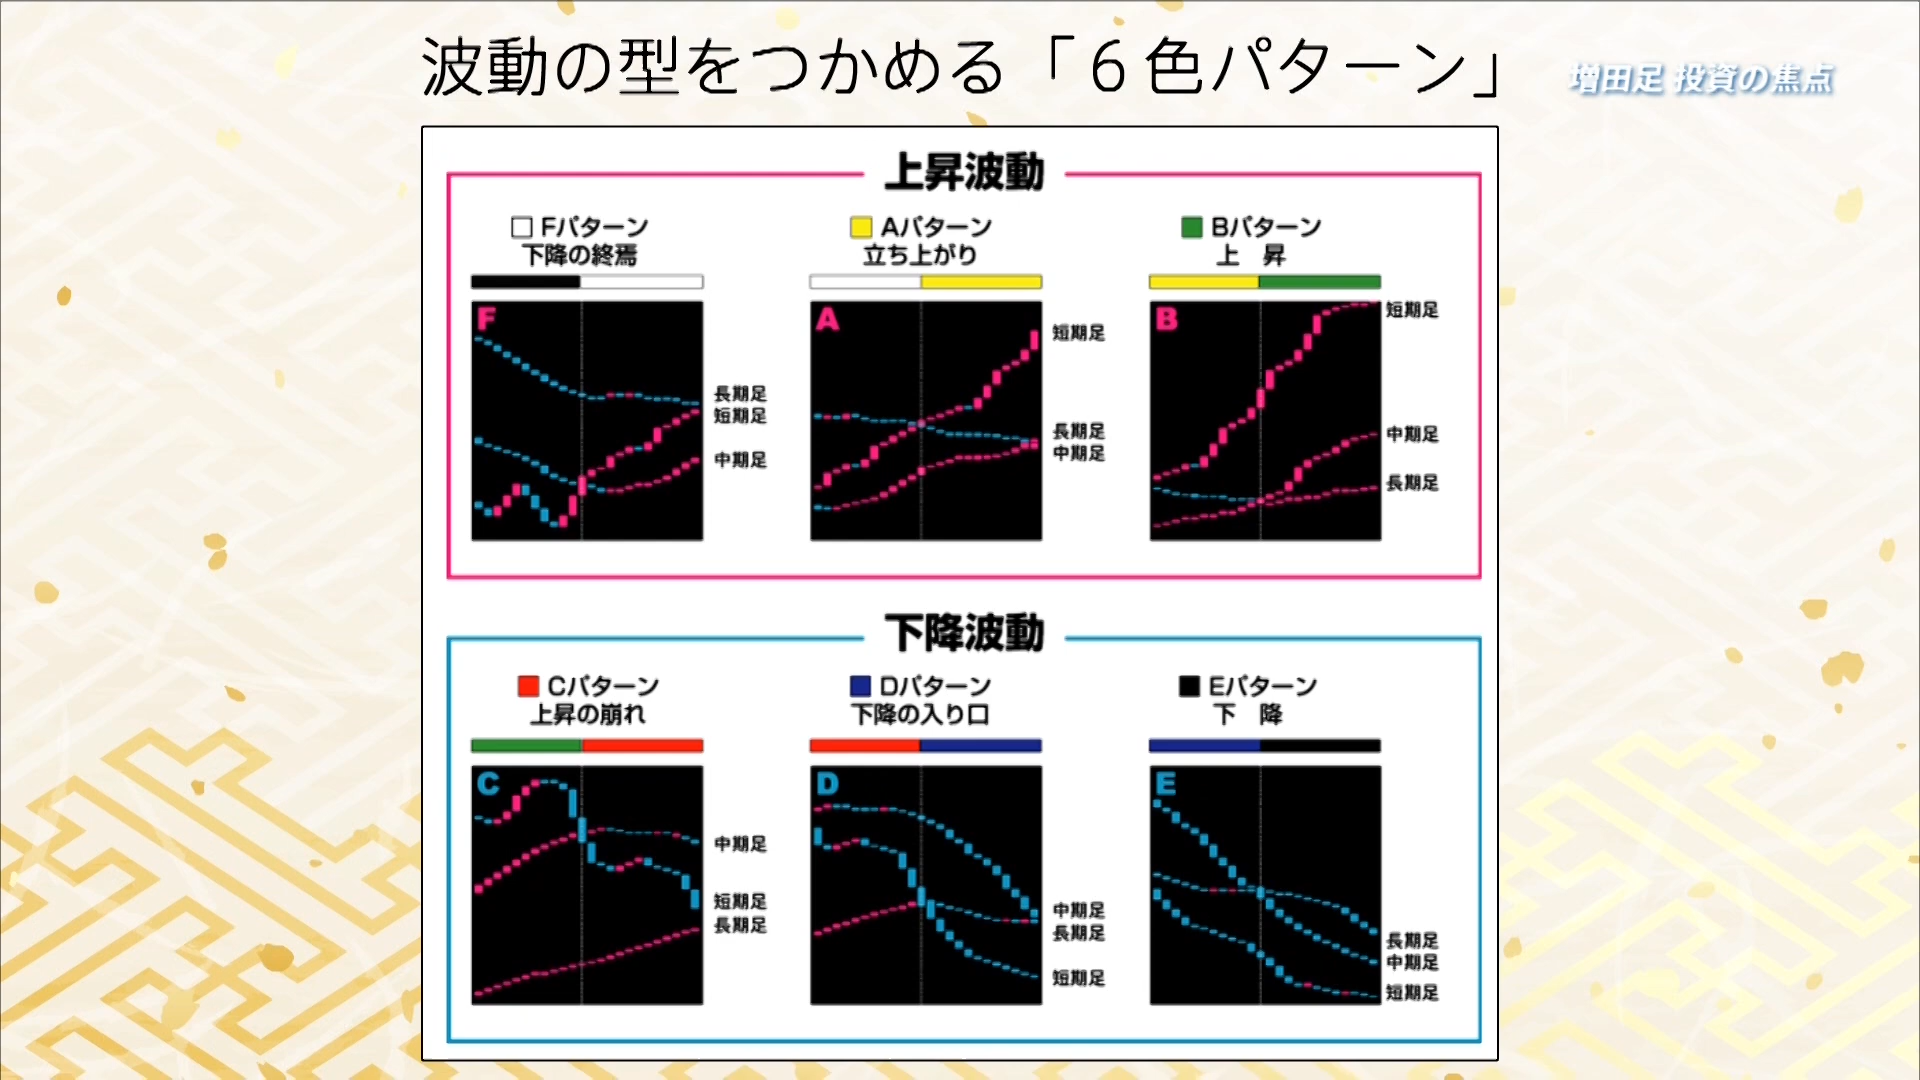 波動の型をつかめる「６色パターン」
増田足 投資の焦点
上昇波動
Fパターン
下降の終焉
Aパターン
立ち上がり
Bパターン
上　昇
F
長期足
短期足
中期足
A
短期足
長期足
中期足
B
短期足
中期足
長期足
下降波動
Cパターン
上昇の崩れ
Dパターン
下降の入り口
Eパターン
下　降
C
中期足
短期足
長期足
D
中期足
長期足
短期足
E
長期足
中期足
短期足